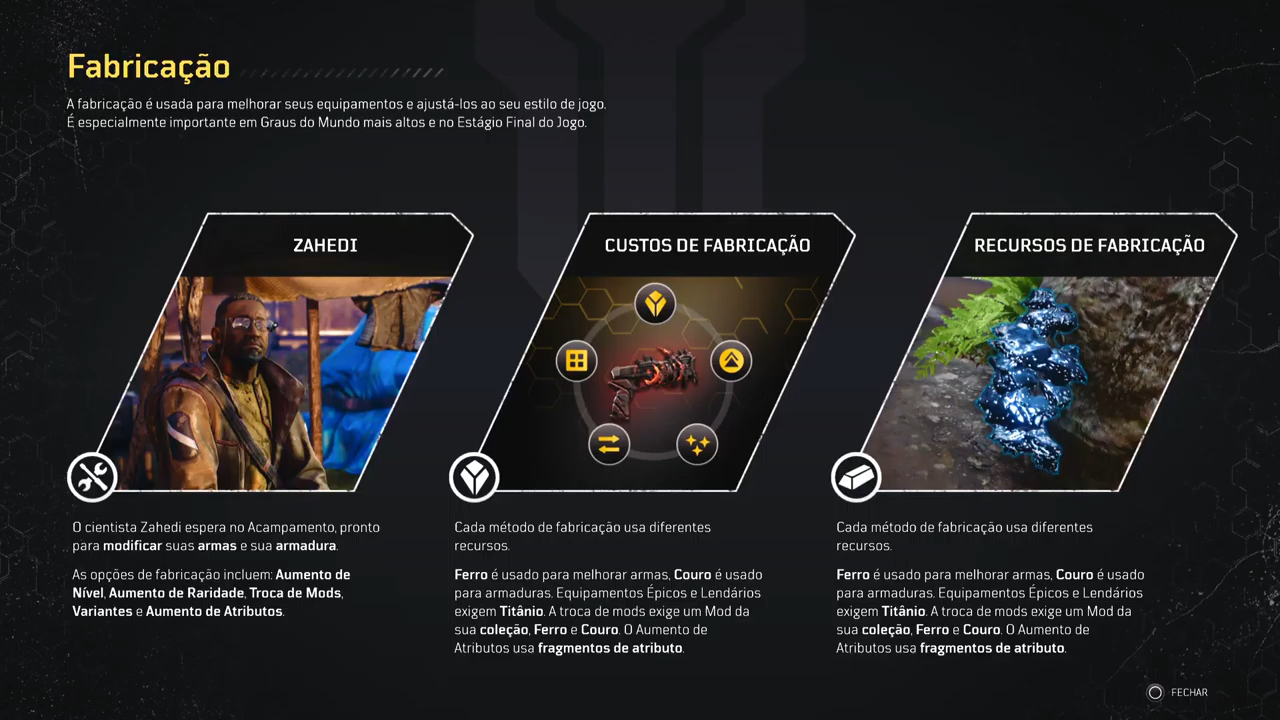 Fabricação
A fabricação é usada para melhorar seus equipamentos e ajustá-los ao seu estilo de jogo.
É especialmente importante em Graus do Mundo mais altos e no Estágio Final do Jogo.
ZAHEDI
O cientista Zahedi espera no Acampamento, pronto
para modificar suas armas e sua armadura.
As opções de fabricação incluem: Aumento de
Nível, Aumento de Raridade, Troca de Mods,
Variantes e Aumento de Atributos.
CUSTOS DE FABRICAÇÃO
Cada método de fabricação usa diferentes
recursos.
Ferro é usado para melhorar armas, Couro é usado
para armaduras. Equipamentos Épicos e Lendários
exigem Titânio. A troca de mods exige um Mod da
sua coleção, Ferro e Couro. O Aumento de
Atributos usa fragmentos de atributo.
RECURSOS DE FABRICAÇÃO
Cada método de fabricação usa diferentes
recursos.
Ferro é usado para melhorar armas, Couro é usado
para armaduras. Equipamentos Épicos e Lendários
exigem Titânio. A troca de mods exige um Mod da
sua coleção, Ferro e Couro. O Aumento de
Atributos usa fragmentos de atributo.
FECHAR